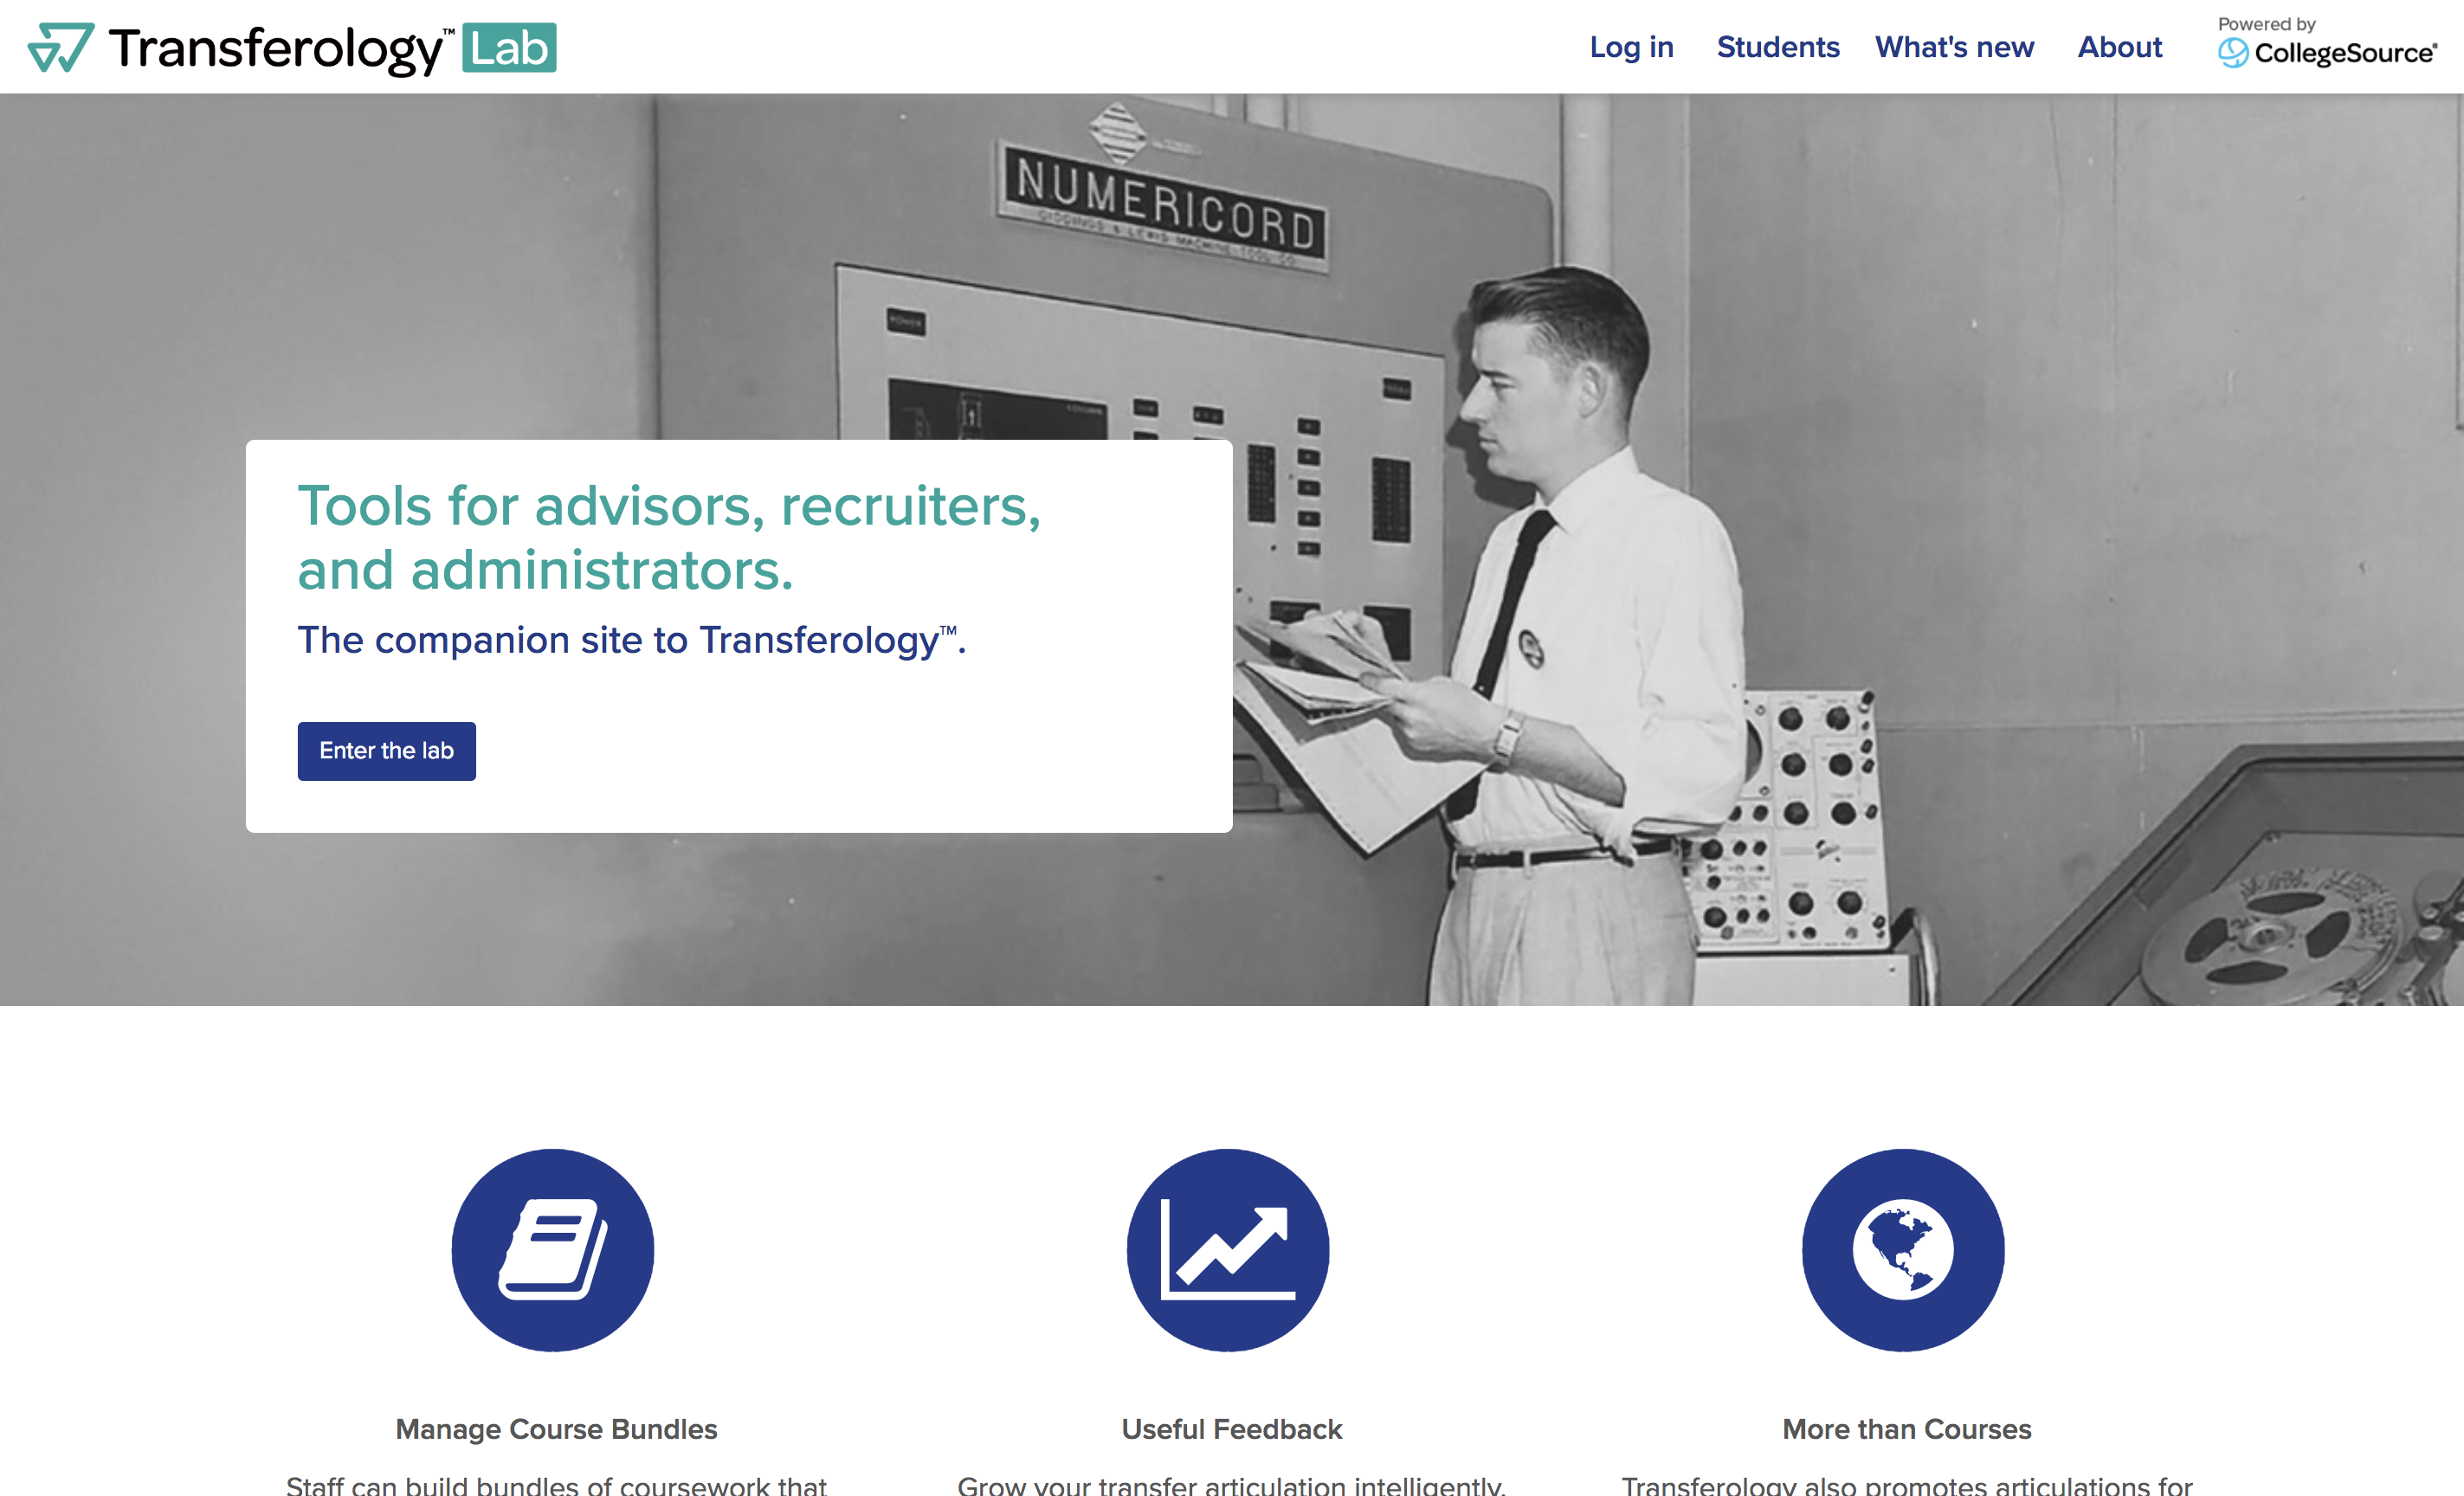 Transferology™ Lab
Log in
Students
What's new
About
Powered by
CollegeSource®
NUMERICORD
GIDDINGS & LEWIS MACHINE TOOL CO.
POWER
COLUMN
Tools for advisors, recruiters,
and administrators.
The companion site to Transferology™.
Enter the lab
Manage Course Bundles
Useful Feedback
More than Courses
Staff can build bundles of coursework that
Grow your transfer articulation intelligently.
Transferology also promotes articulations for